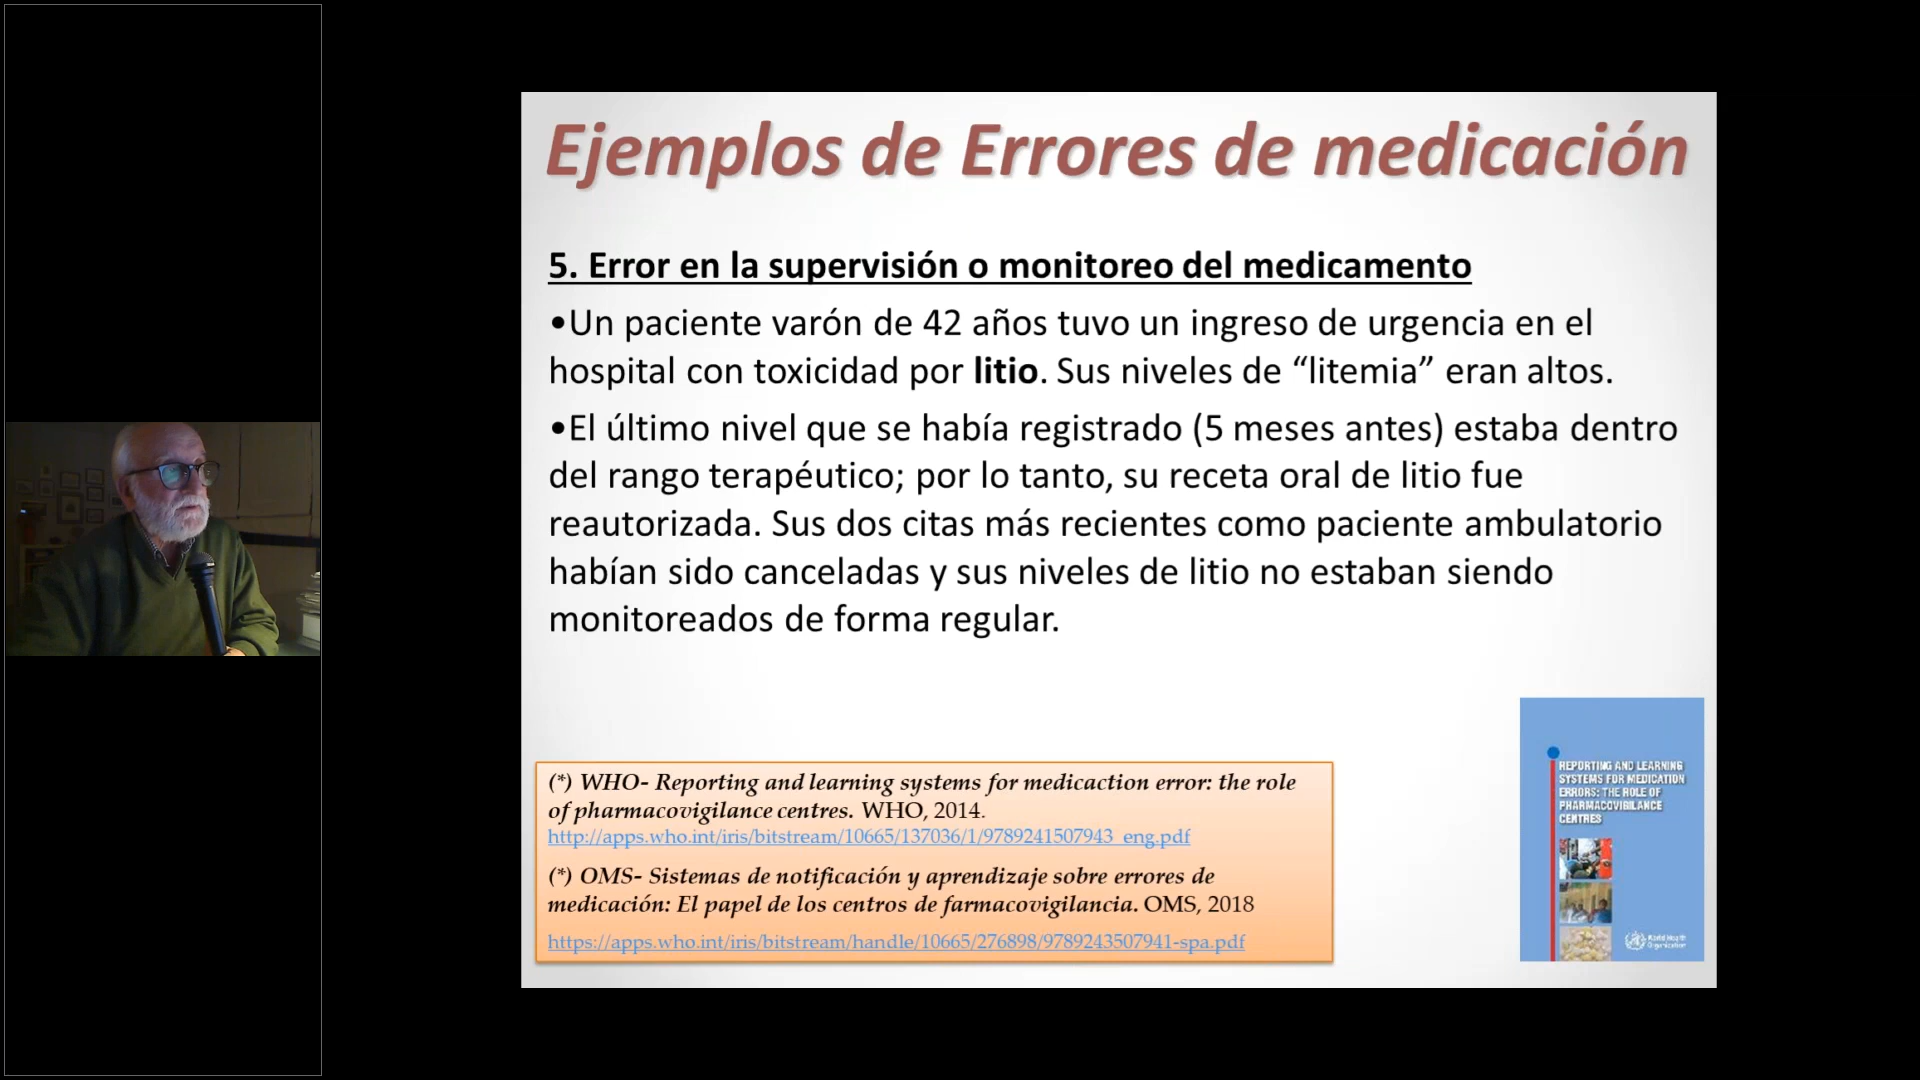 Ejemplos de Errores de medicación
5. Error en la supervisión o monitoreo del medicamento
•Un paciente varón de 42 años tuvo un ingreso de urgencia en el
hospital con toxicidad por litio. Sus niveles de “litemia” eran altos.
•El último nivel que se había registrado (5 meses antes) estaba dentro
del rango terapéutico; por lo tanto, su receta oral de litio fue
reautorizada. Sus dos citas más recientes como paciente ambulatorio
habían sido canceladas y sus niveles de litio no estaban siendo
monitoreados de forma regular.
(*) WHO- Reporting and learning systems for medicaction error: the role
of pharmacovigilance centres. WHO, 2014.
http://apps.who.int/iris/bitstream/10665/137036/1/9789241507943_eng.pdf
(*) OMS- Sistemas de notificación y aprendizaje sobre errores de
medicación: El papel de los centros de farmacovigilancia. OMS, 2018
https://apps.who.int/iris/bitstream/handle/10665/276898/9789243507941-spa.pdf
REPORTING AND LEARNING
SYSTEMS FOR MEDICATION
ERRORS: THE ROLE OF
PHARMACOVIGILANCE
CENTRES
World Health
Organization